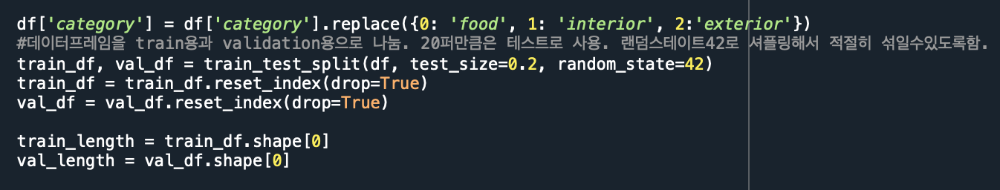 df['category'] = df['category'].replace({0: 'food', 1: 'interior', 2:'exterior'})
#데이터프레임을 train용과 validation용으로 나눔. 20퍼만큼은 테스트로 사용. 랜덤스테이트42로 셔플링해서 적절히 섞일수있도록함.
train_df, val_df = train_test_split(df, test_size=0.2, random_state=42)
train_df = train_df.reset_index(drop=True)
val_df = val_df.reset_index(drop=True)
train_length = train_df.shape[0]
val_length = val_df.shape[0]